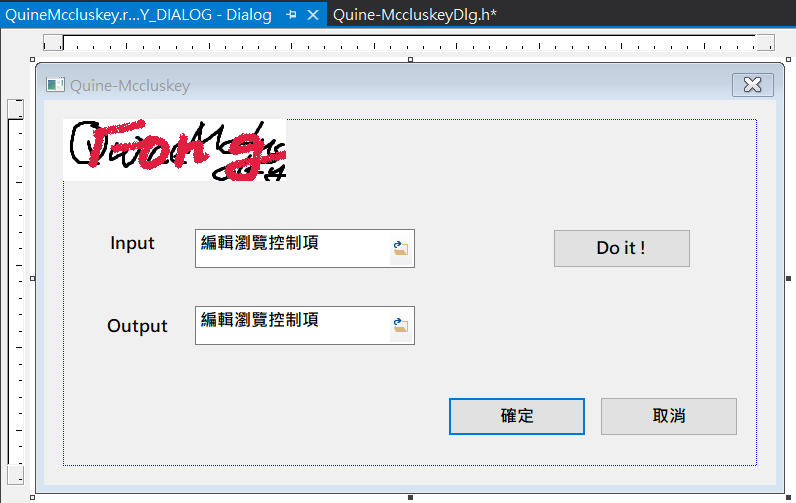 QuineMccluskey.r...Y_DIALOG - Dialog
Quine-MccluskeyDlg.h*
Quine-Mccluskey
Fong
Input
編輯瀏覽控制項
Do it !
Output
編輯瀏覽控制項
確定
取消